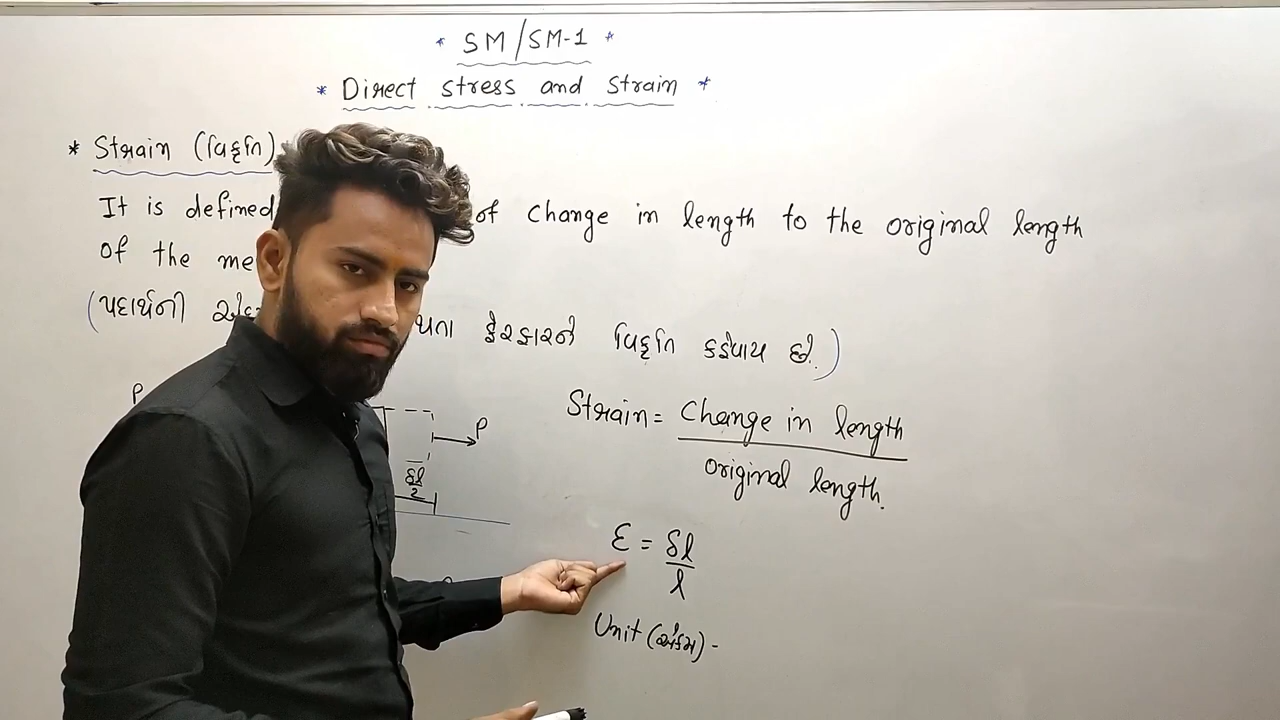 * SM/SM-1 *
* Direct stress and strain *
* Strain (વિકૃતિ)
It is defined of change in length to the original length
of the me
(પદાર્થની થતા ફેરફારને વિકૃતિ કહેવાય છે.)
Strain = Change in length
original length.
P P
δl
2
ε = δl
l
Unit (એકમ) -